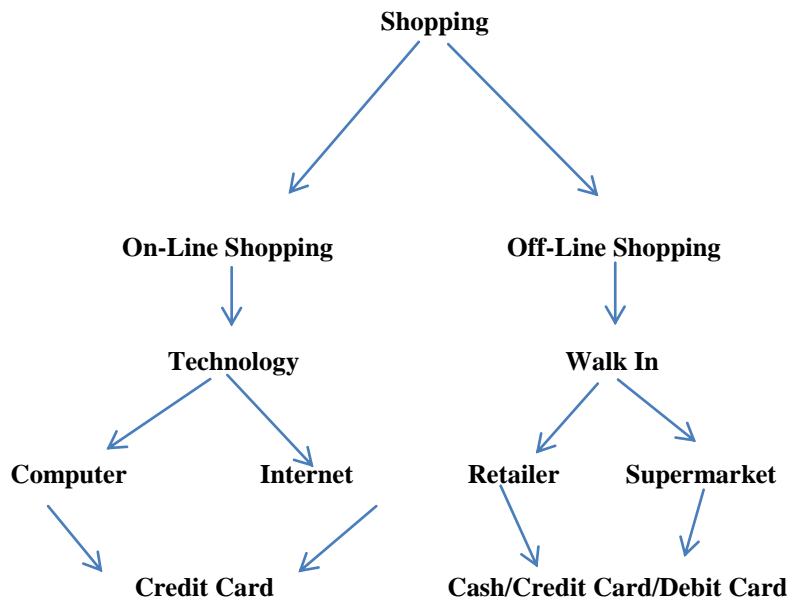 Shopping
On-Line Shopping
Off-Line Shopping
Technology
Walk In
Computer
Internet
Retailer
Supermarket
Credit Card
Cash/Credit Card/Debit Card